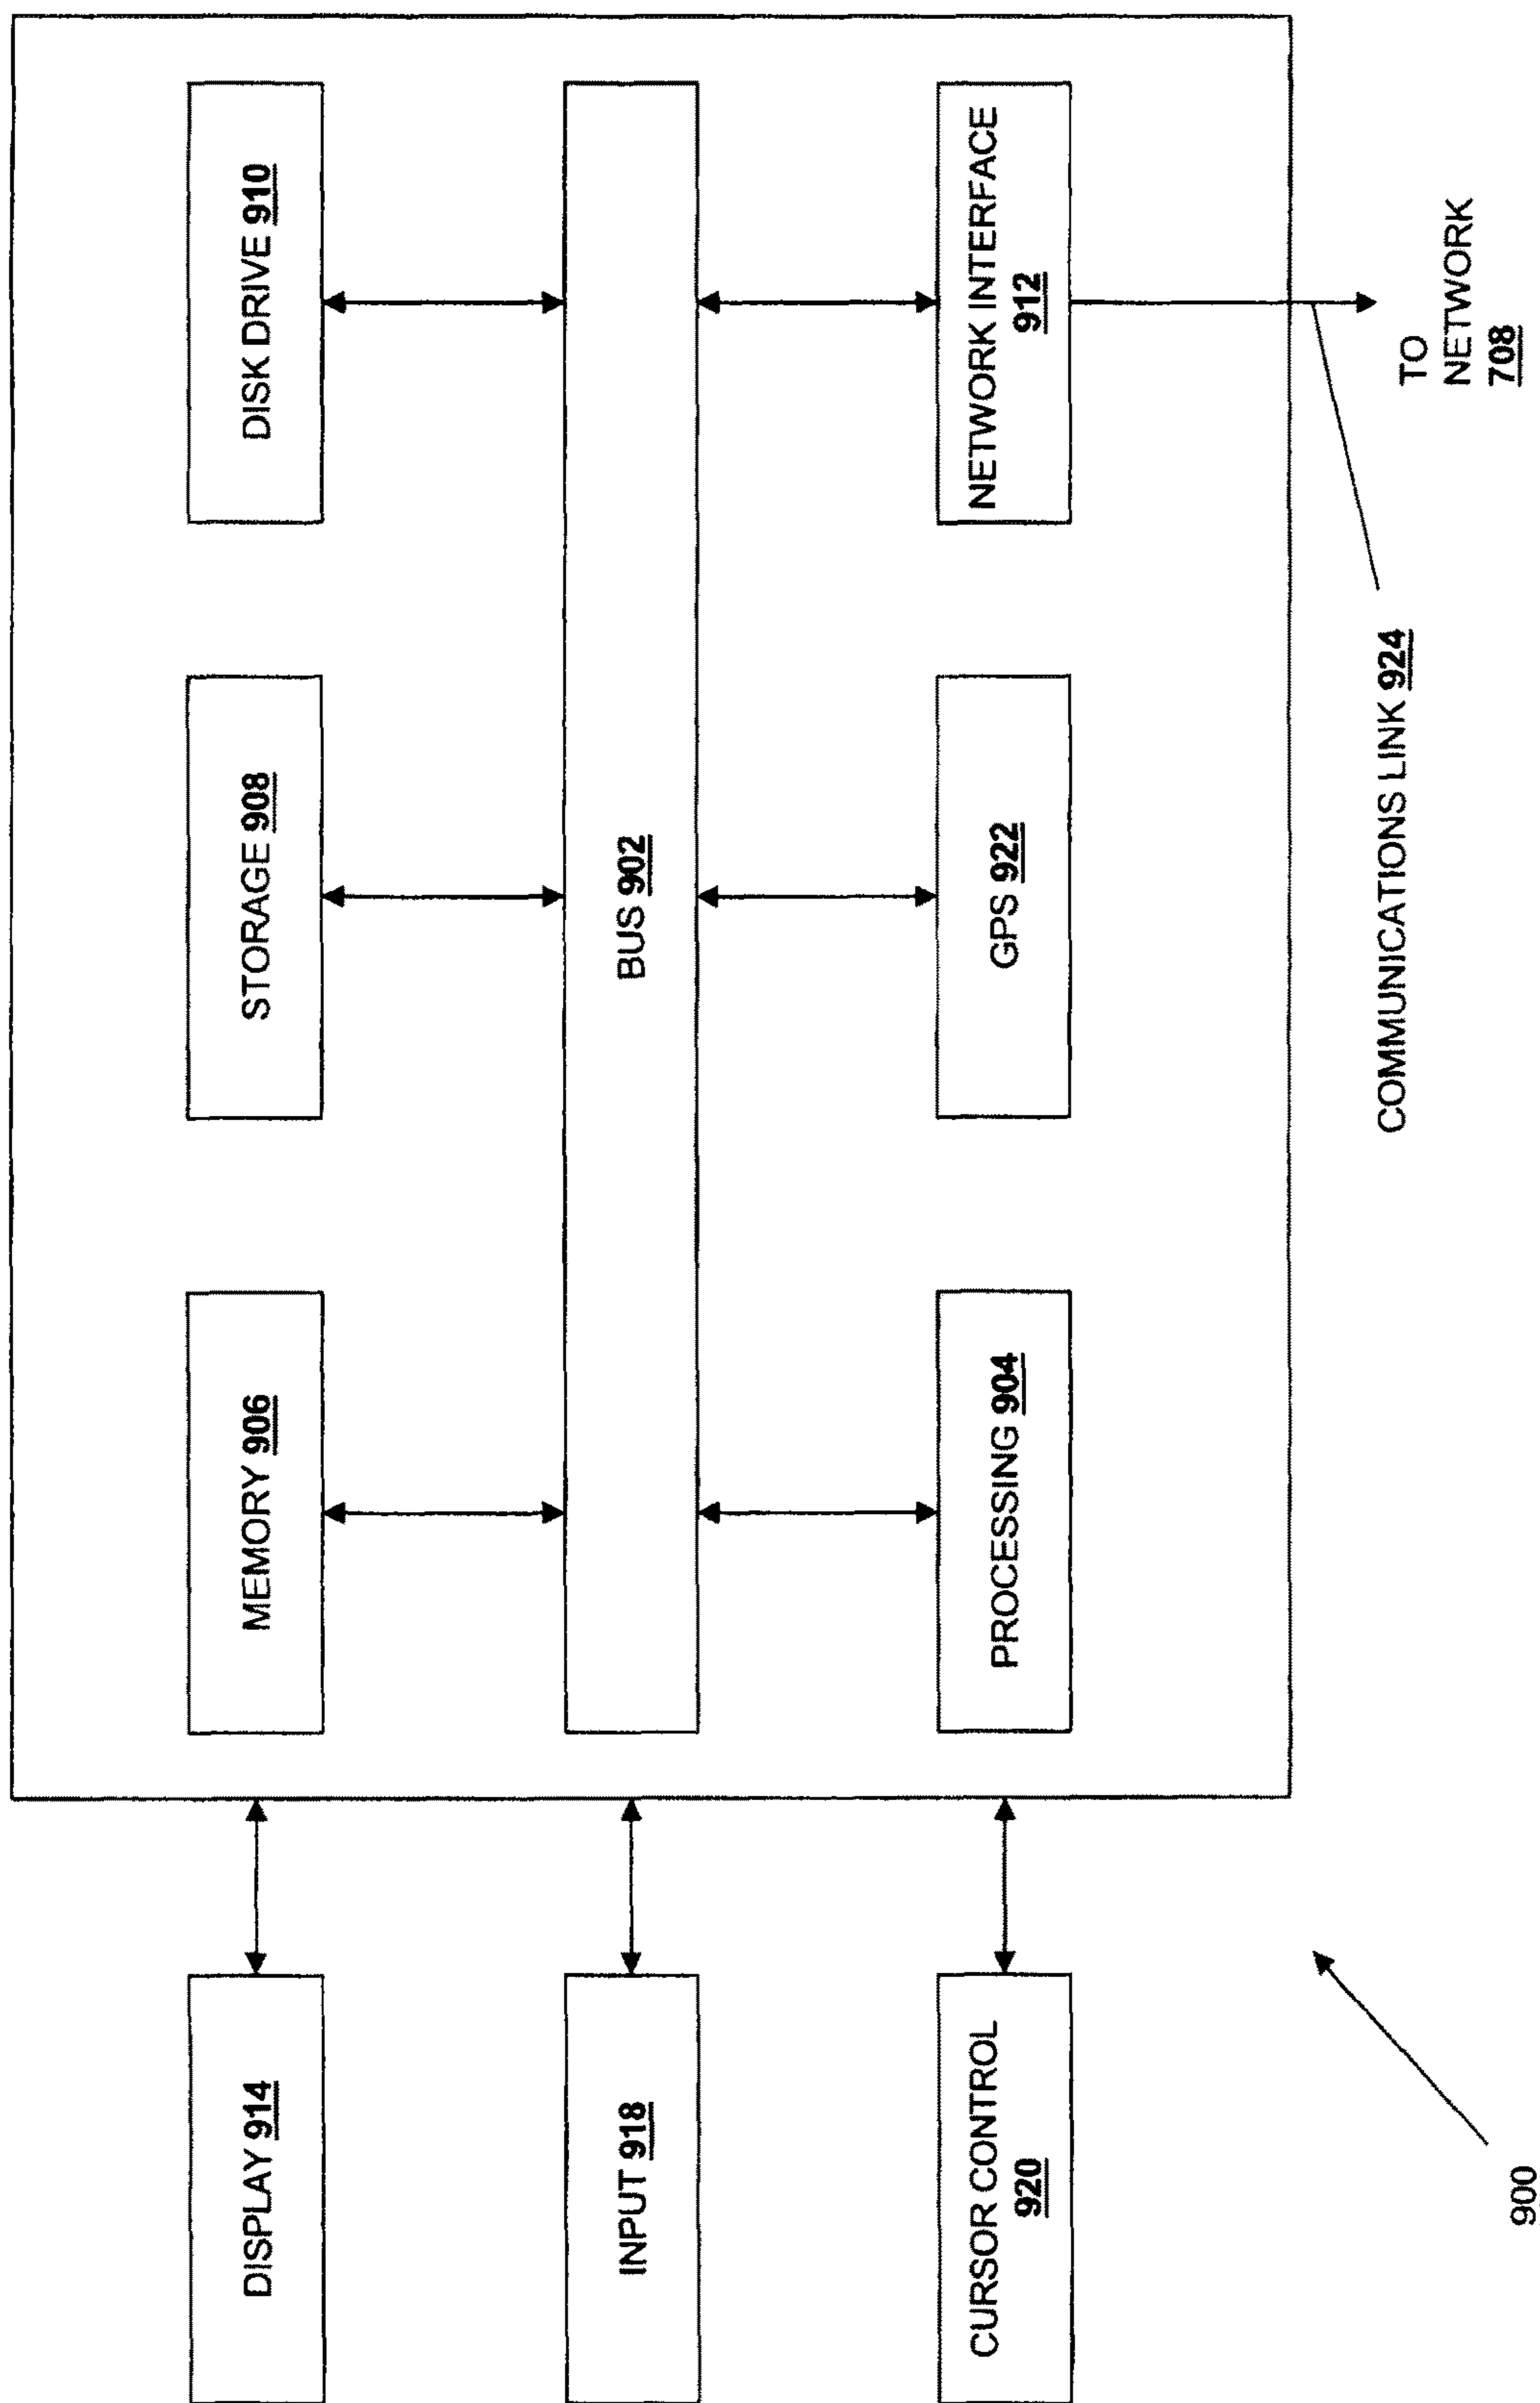 DISPLAY 914
MEMORY 906
STORAGE 908
DISK DRIVE 910
INPUT 918
BUS 902
CURSOR CONTROL
920
PROCESSING 904
GPS 922
NETWORK INTERFACE
912
COMMUNICATIONS LINK 924
TO
NETWORK
708
900